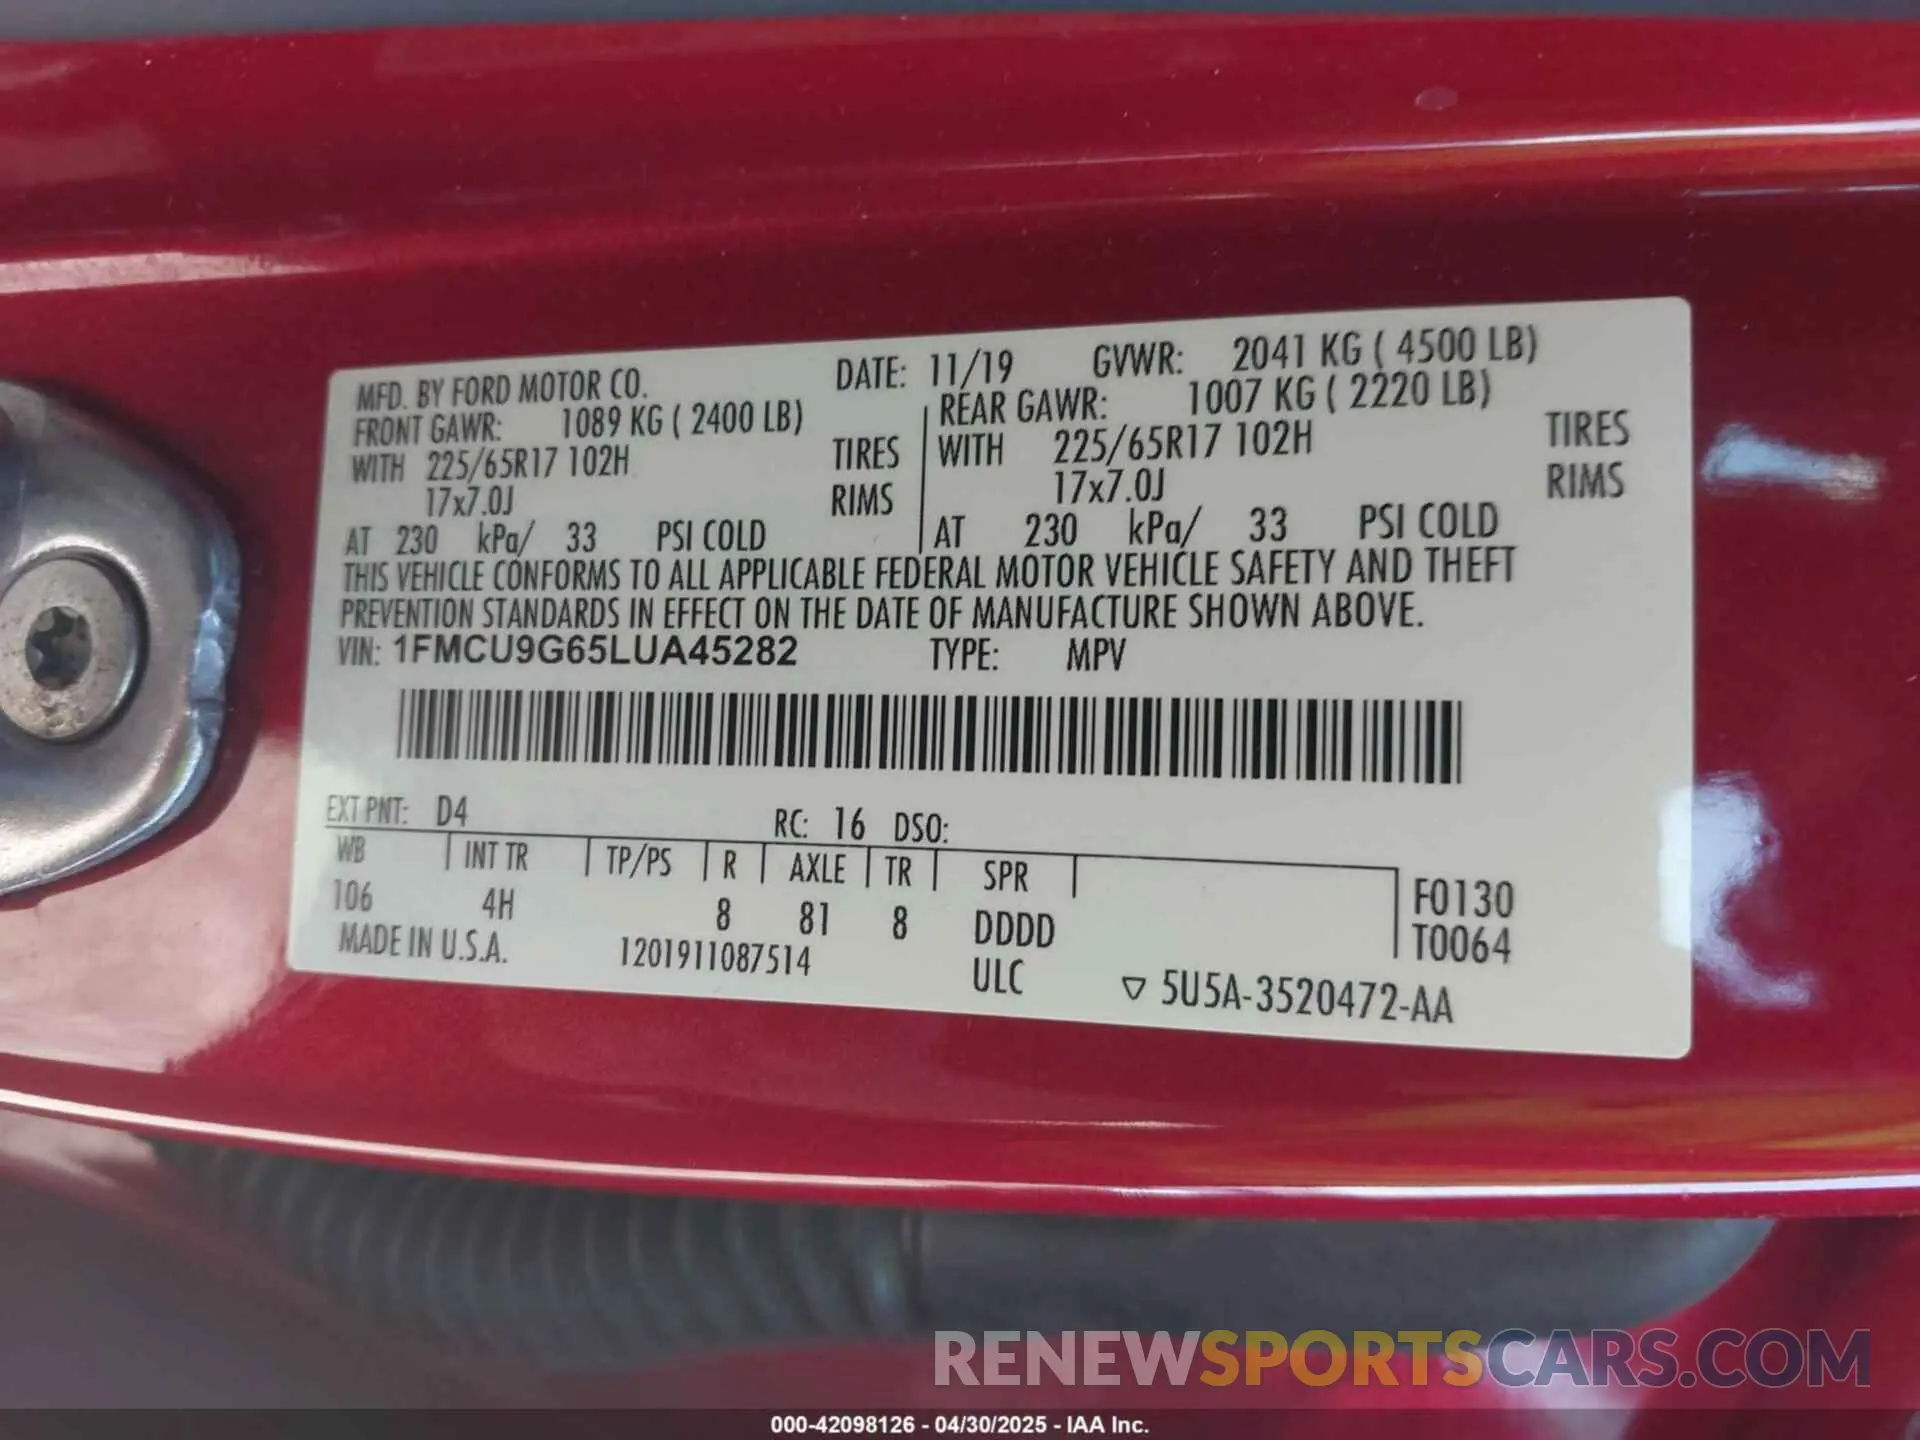 MFD. BY FORD MOTOR CO. DATE: 11/19 GVWR: 2041 KG ( 4500 LB)
FRONT GAWR: 1089 KG ( 2400 LB) REAR GAWR: 1007 KG ( 2220 LB)
WITH 225/65R17 102H TIRES WITH 225/65R17 102H TIRES
17x7.0J RIMS 17x7.0J RIMS
AT 230 kPa/ 33 PSI COLD AT 230 kPa/ 33 PSI COLD
THIS VEHICLE CONFORMS TO ALL APPLICABLE FEDERAL MOTOR VEHICLE SAFETY AND THEFT
PREVENTION STANDARDS IN EFFECT ON THE DATE OF MANUFACTURE SHOWN ABOVE.
VIN: 1FMCU9G65LUA45282 TYPE: MPV
EXT PNT: D4 RC: 16 DSO:
WB INT TR TP/PS R AXLE TR SPR F0130
106 4H 8 81 8 DDDD T0064
MADE IN U.S.A. 1201911087514 ULC ▽ 5U5A-3520472-AA
RENEWSPORTSCARS.COM
000-42098126 - 04/30/2025 - IAA Inc.